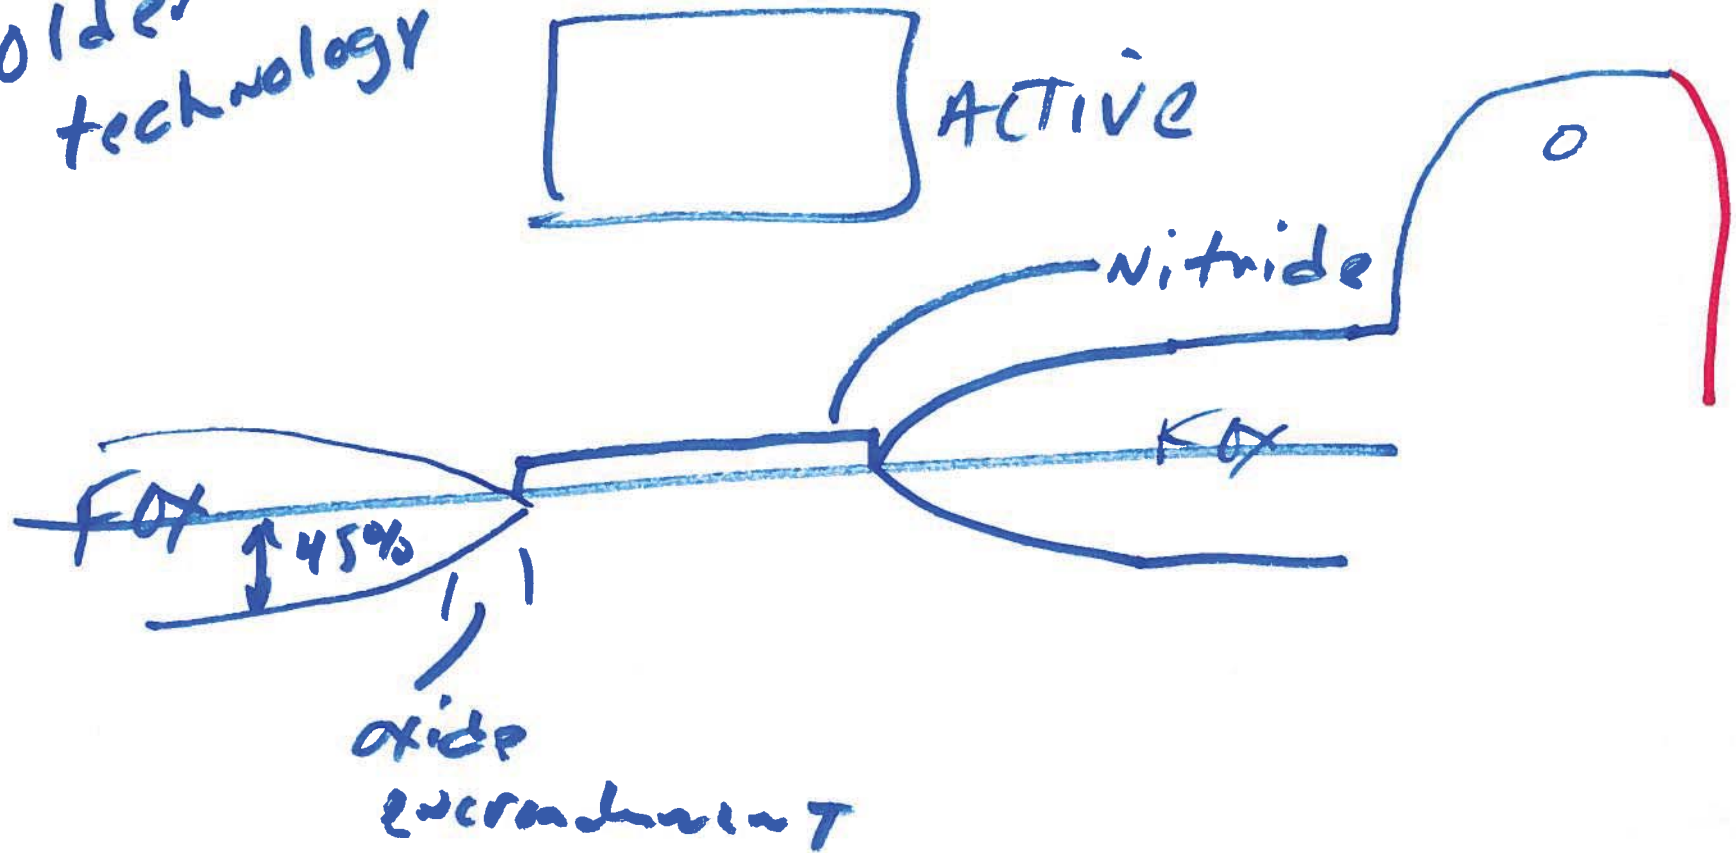 older
technology
ACTIVE
Nitride
O
FOX
FOX
45%
oxide
encroachment